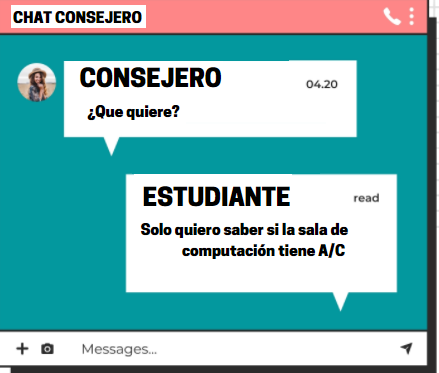 CHAT CONSEJERO
CONSEJERO
04.20
¿Que quiere?
ESTUDIANTE
read
Solo quiero saber si la sala de
computación tiene A/C
Messages...